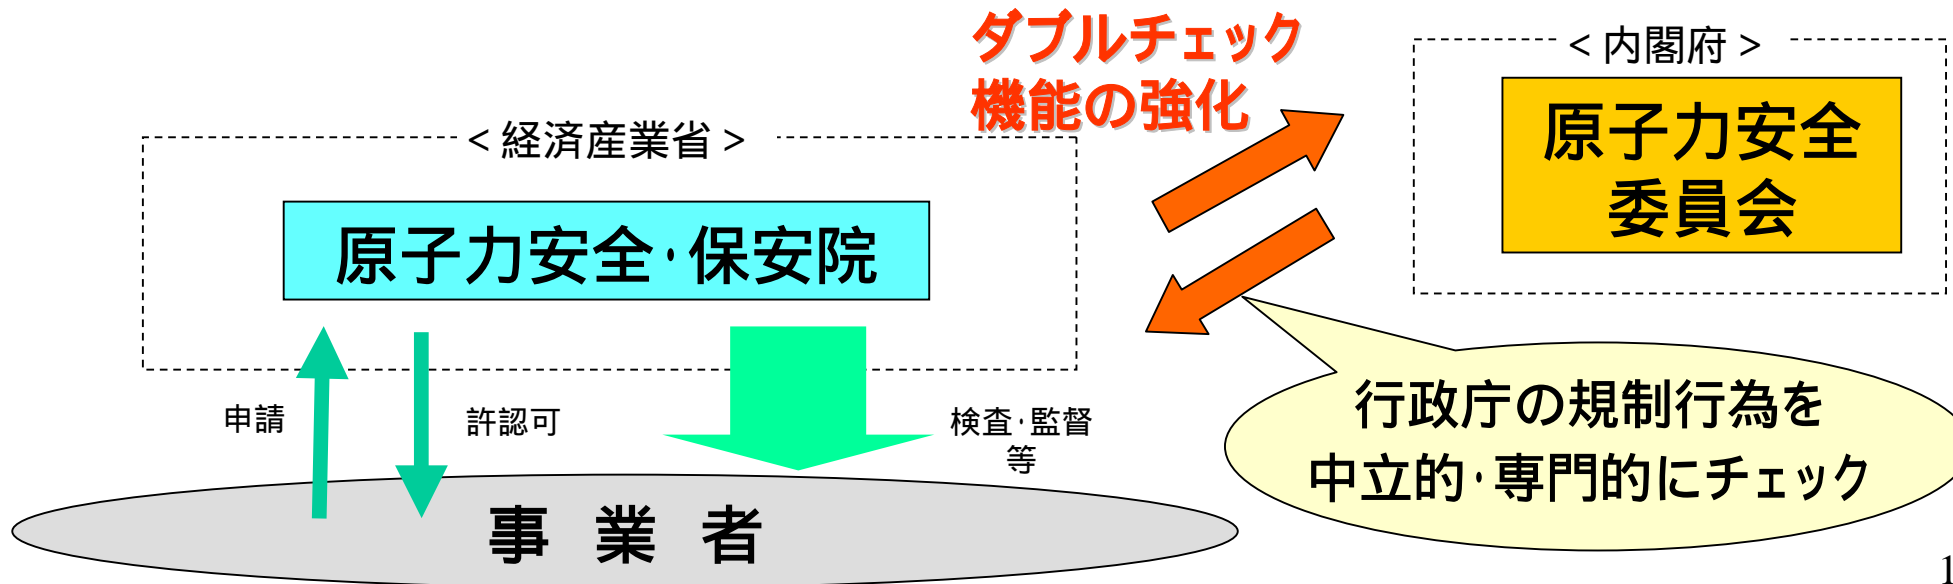 ダブルチェック
機能の強化
<内閣府>
原子力安全
委員会
<経済産業省>
原子力安全・保安院
申請
許認可
検査・監督
等
行政庁の規制行為を
中立的・専門的にチェック
事 業 者
1